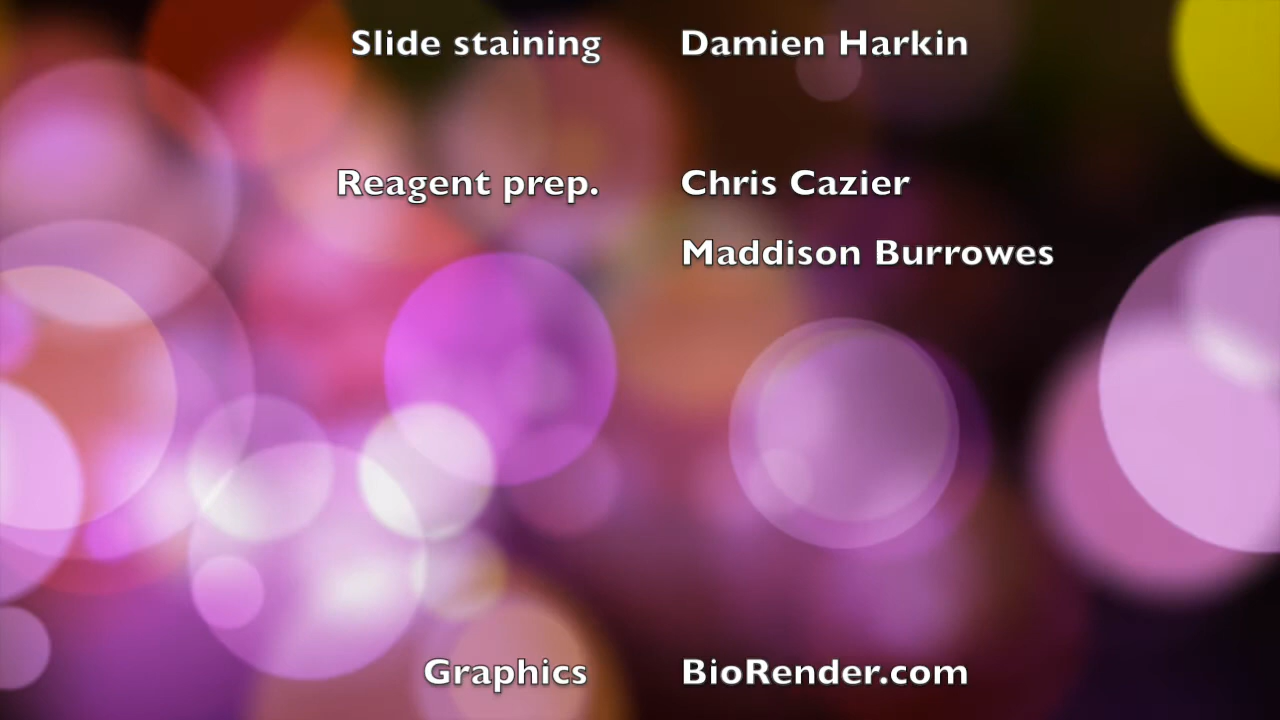 Slide staining Damien Harkin
Reagent prep. Chris Cazier
Maddison Burrowes
Graphics BioRender.com